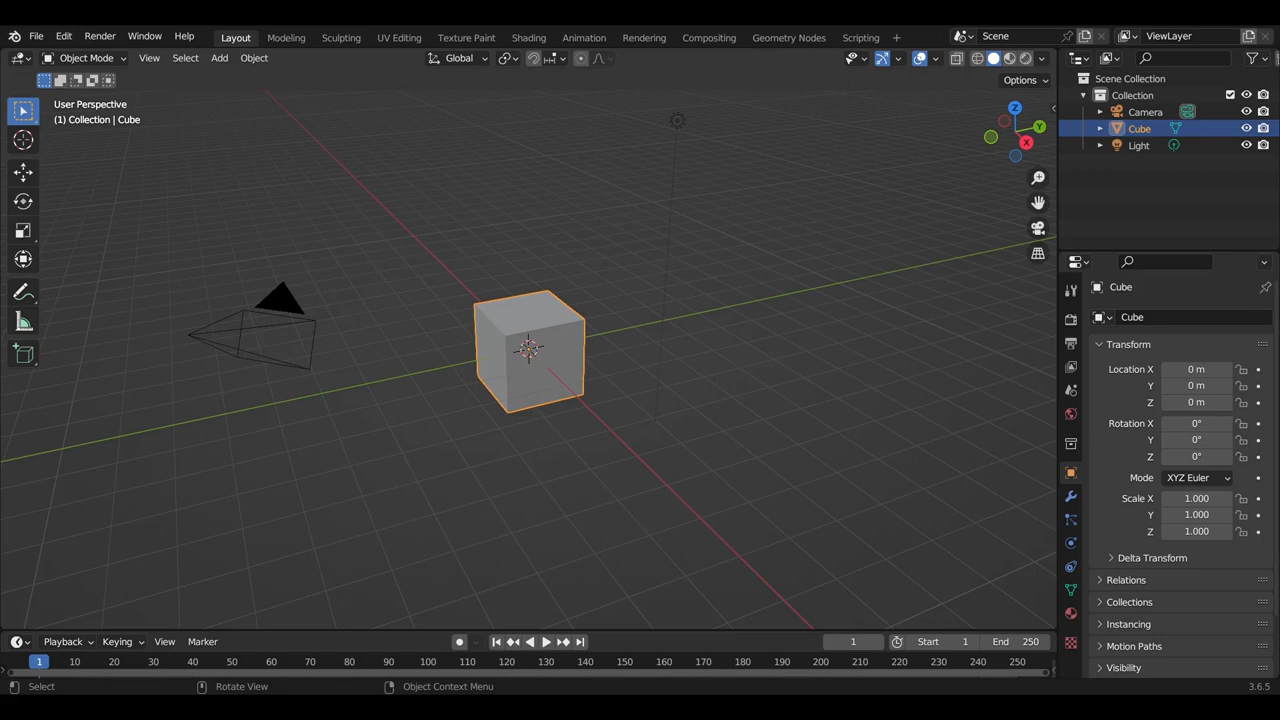 File Edit Render Window Help Layout Modeling Sculpting UV Editing Texture Paint Shading Animation Rendering Compositing Geometry Nodes Scripting + Scene ViewLayer
Object Mode View Select Add Object Global
Options
User Perspective
(1) Collection | Cube
Z
Y
X
Scene Collection
Collection
Camera
Cube
Light
Cube
Cube
Transform
Location X 0 m
Y 0 m
Z 0 m
Rotation X 0°
Y 0°
Z 0°
Mode XYZ Euler
Scale X 1.000
Y 1.000
Z 1.000
Delta Transform
Relations
Collections
Instancing
Motion Paths
Visibility
Playback Keying View Marker 1 Start 1 End 250
1 10 20 30 40 50 60 70 80 90 100 110 120 130 140 150 160 170 180 190 200 210 220 230 240 250
Select Rotate View Object Context Menu 3.6.5